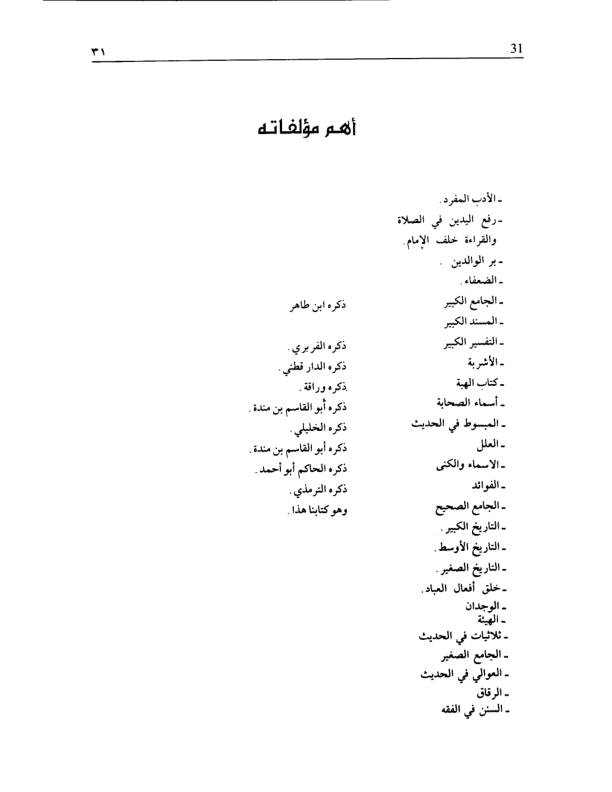 31 ٣١
أهم مؤلفاته
ـ الأدب المفرد.
ـ رفع اليدين في الصلاة
والقراءة خلف الإمام.
ـ بر الوالدين .
ـ الضعفاء.
ـ الجامع الكبير ذكره ابن طاهر
ـ المسند الكبير
ـ التفسير الكبير ذكره الفربري.
ـ الأشربة ذكره الدار قطني.
ـ كتاب الهبة ذكره وراقة.
ـ أسماء الصحابة ذكره أبو القاسم بن مندة.
ـ المبسوط في الحديث ذكره الخليلي.
ـ العلل ذكره أبو القاسم بن مندة.
ـ الاسماء والكنى ذكره الحاكم أبو أحمد.
ـ الفوائد ذكره الترمذي.
ـ الجامع الصحيح وهو كتابنا هذا.
ـ التاريخ الكبير.
ـ التاريخ الأوسط.
ـ التاريخ الصغير.
ـ خلق أفعال العباد.
ـ الوجدان
ـ الهيئة
ـ ثلاثيات في الحديث
ـ الجامع الصغير
ـ العوالي في الحديث
ـ الرقاق
ـ السنن في الفقه